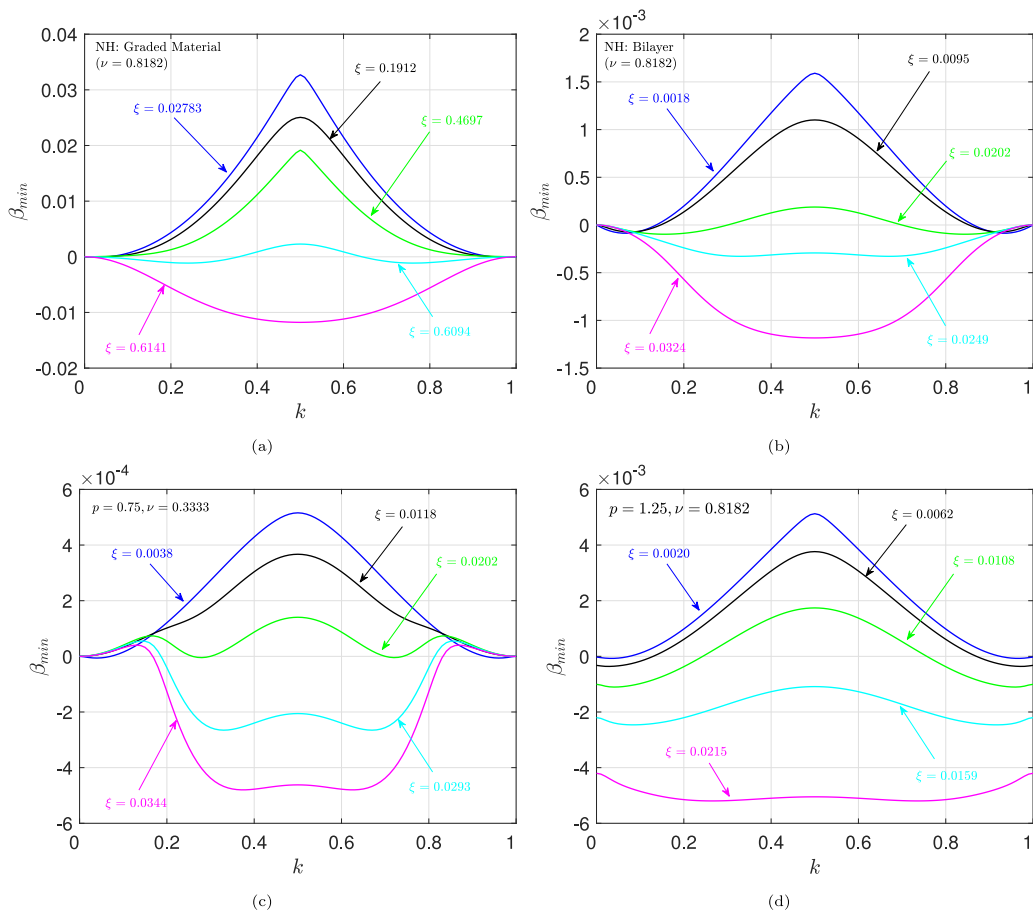 NH: Graded Material
(ν = 0.8182)
ξ = 0.1912
ξ = 0.02783
ξ = 0.4697
ξ = 0.6141
ξ = 0.6094
0.04
0.03
0.02
0.01
0
-0.01
-0.02
β_min
0 0.2 0.4 0.6 0.8 1
k
(a)
×10⁻³
NH: Bilayer
(ν = 0.8182)
ξ = 0.0095
ξ = 0.0018
ξ = 0.0202
ξ = 0.0324
ξ = 0.0249
2
1.5
1
0.5
0
-0.5
-1
-1.5
β_min
0 0.2 0.4 0.6 0.8 1
k
(b)
×10⁻⁴
p = 0.75, ν = 0.3333
ξ = 0.0118
ξ = 0.0038
ξ = 0.0202
ξ = 0.0344
ξ = 0.0293
6
4
2
0
-2
-4
-6
β_min
0 0.2 0.4 0.6 0.8 1
k
(c)
×10⁻³
p = 1.25, ν = 0.8182
ξ = 0.0062
ξ = 0.0020
ξ = 0.0108
ξ = 0.0215
ξ = 0.0159
6
4
2
0
-2
-4
-6
β_min
0 0.2 0.4 0.6 0.8 1
k
(d)